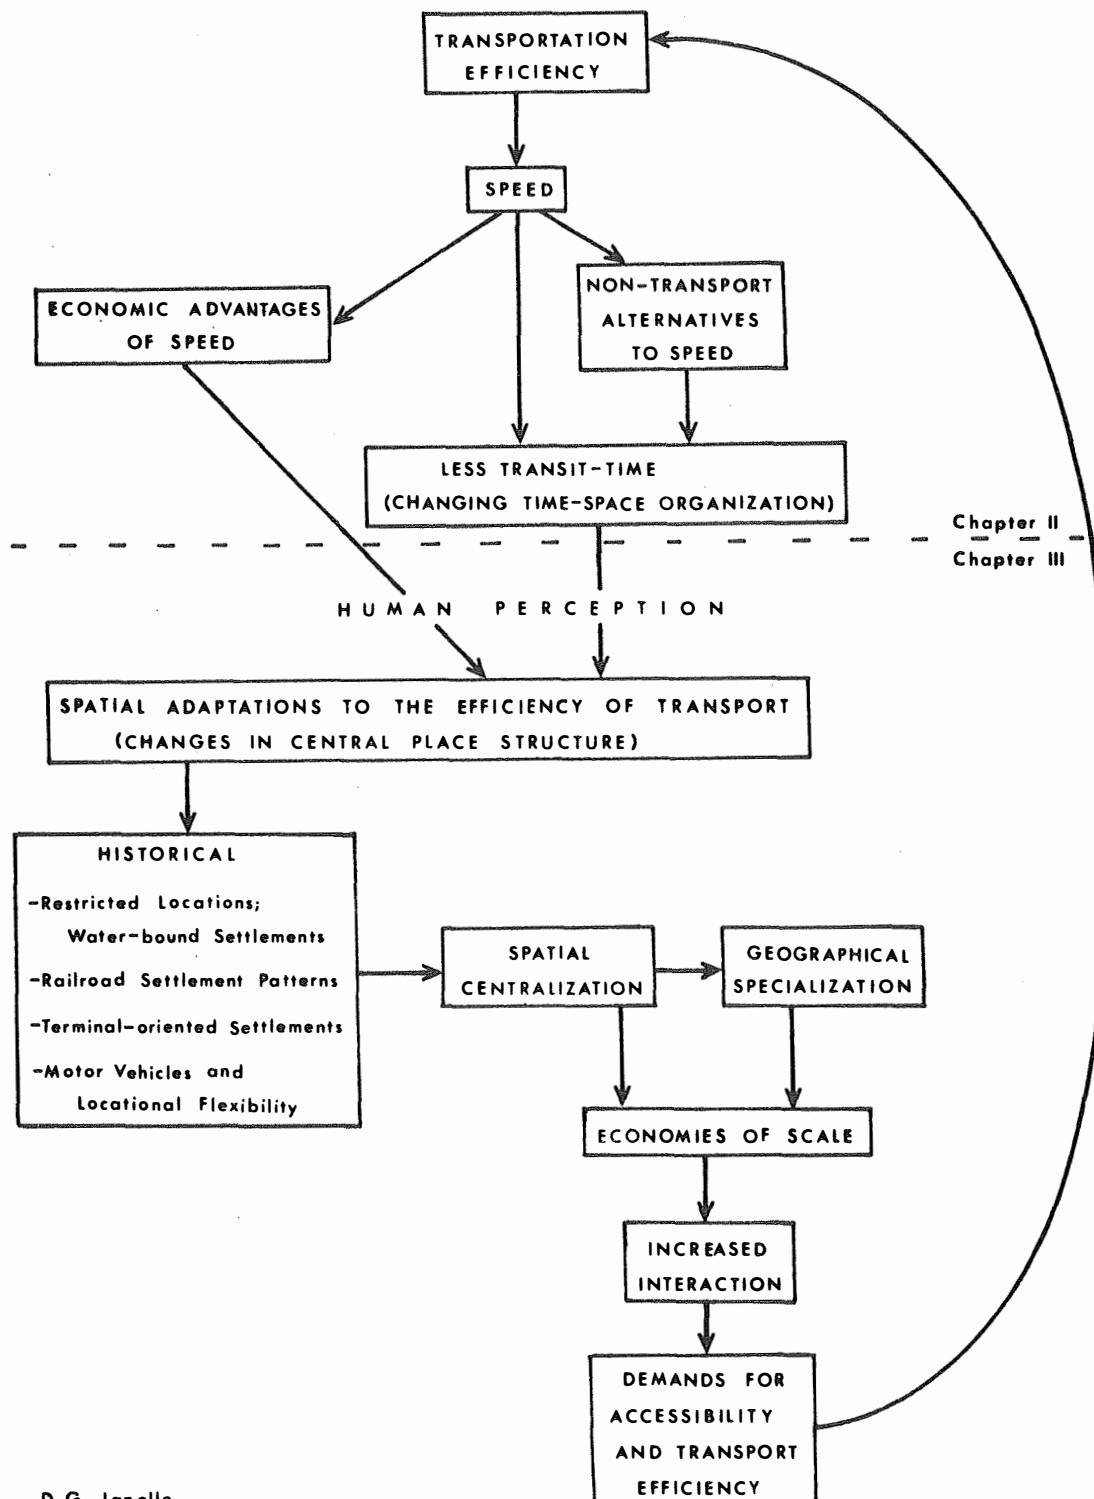 TRANSPORTATION
EFFICIENCY
SPEED
ECONOMIC ADVANTAGES
OF SPEED
NON-TRANSPORT
ALTERNATIVES
TO SPEED
LESS TRANSIT-TIME
(CHANGING TIME-SPACE ORGANIZATION)
Chapter II
Chapter III
HUMAN PERCEPTION
SPATIAL ADAPTATIONS TO THE EFFICIENCY OF TRANSPORT
(CHANGES IN CENTRAL PLACE STRUCTURE)
HISTORICAL
-Restricted Locations;
Water-bound Settlements
-Railroad Settlement Patterns
-Terminal-oriented Settlements
-Motor Vehicles and
Locational Flexibility
SPATIAL
CENTRALIZATION
GEOGRAPHICAL
SPECIALIZATION
ECONOMIES OF SCALE
INCREASED
INTERACTION
DEMANDS FOR
ACCESSIBILITY
AND TRANSPORT
EFFICIENCY
D.G. Janelle